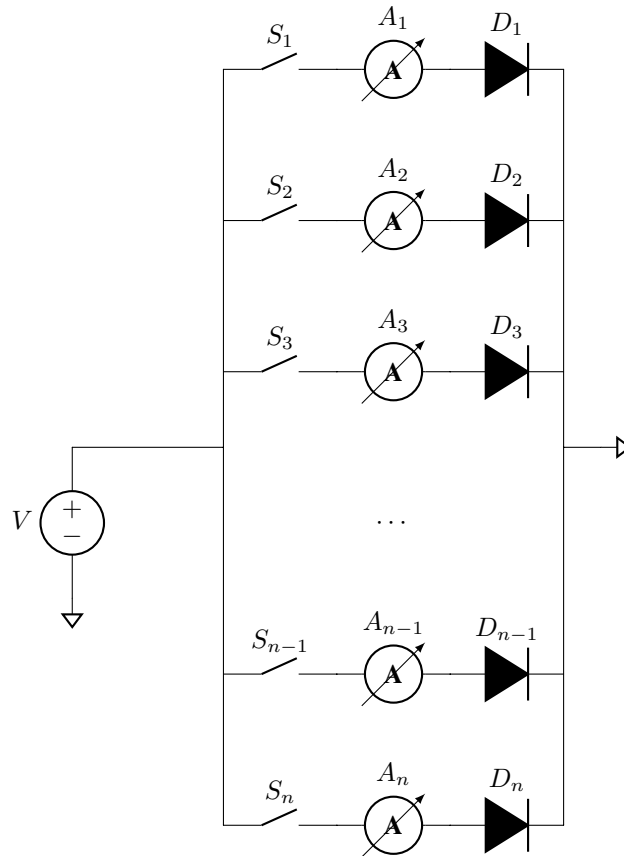 S₁ A₁ D₁
A
S₂ A₂ D₂
A
S₃ A₃ D₃
A
V + −
...
Sₙ₋₁ Aₙ₋₁ Dₙ₋₁
A
Sₙ Aₙ Dₙ
A